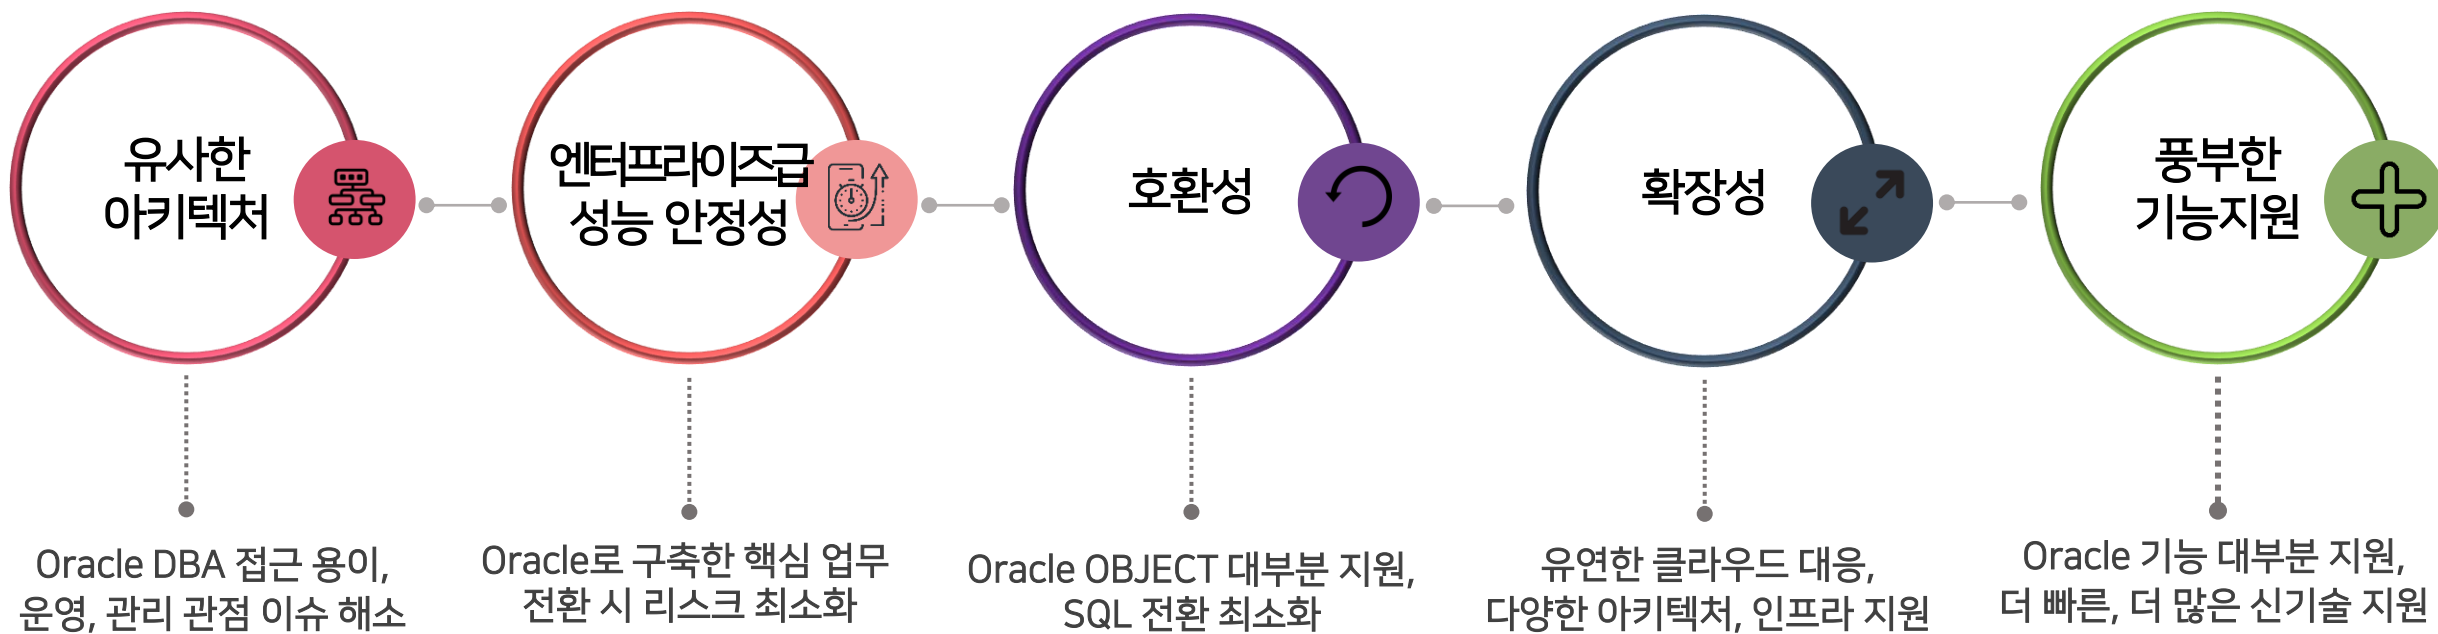 유사한
아키텍처
엔터프라이즈급
성능 안정성
호환성
확장성
풍부한
기능지원
Oracle DBA 접근 용이,
운영, 관리 관점 이슈 해소
Oracle로 구축한 핵심 업무
전환 시 리스크 최소화
Oracle OBJECT 대부분 지원,
SQL 전환 최소화
유연한 클라우드 대응,
다양한 아키텍처, 인프라 지원
Oracle 기능 대부분 지원,
더 빠른, 더 많은 신기술 지원